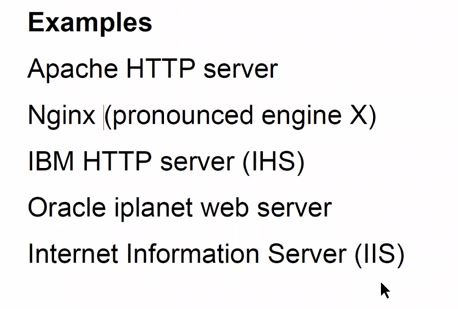 Examples
Apache HTTP server
Nginx (pronounced engine X)
IBM HTTP server (IHS)
Oracle iplanet web server
Internet Information Server (IIS)